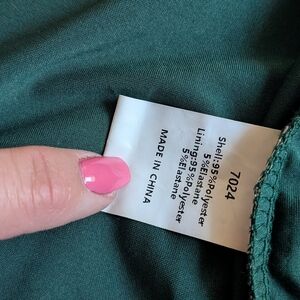 7024
Shell:95%Polyester
5%Elastane
Lining:95%Polyester
5%Elastane
MADE IN CHINA